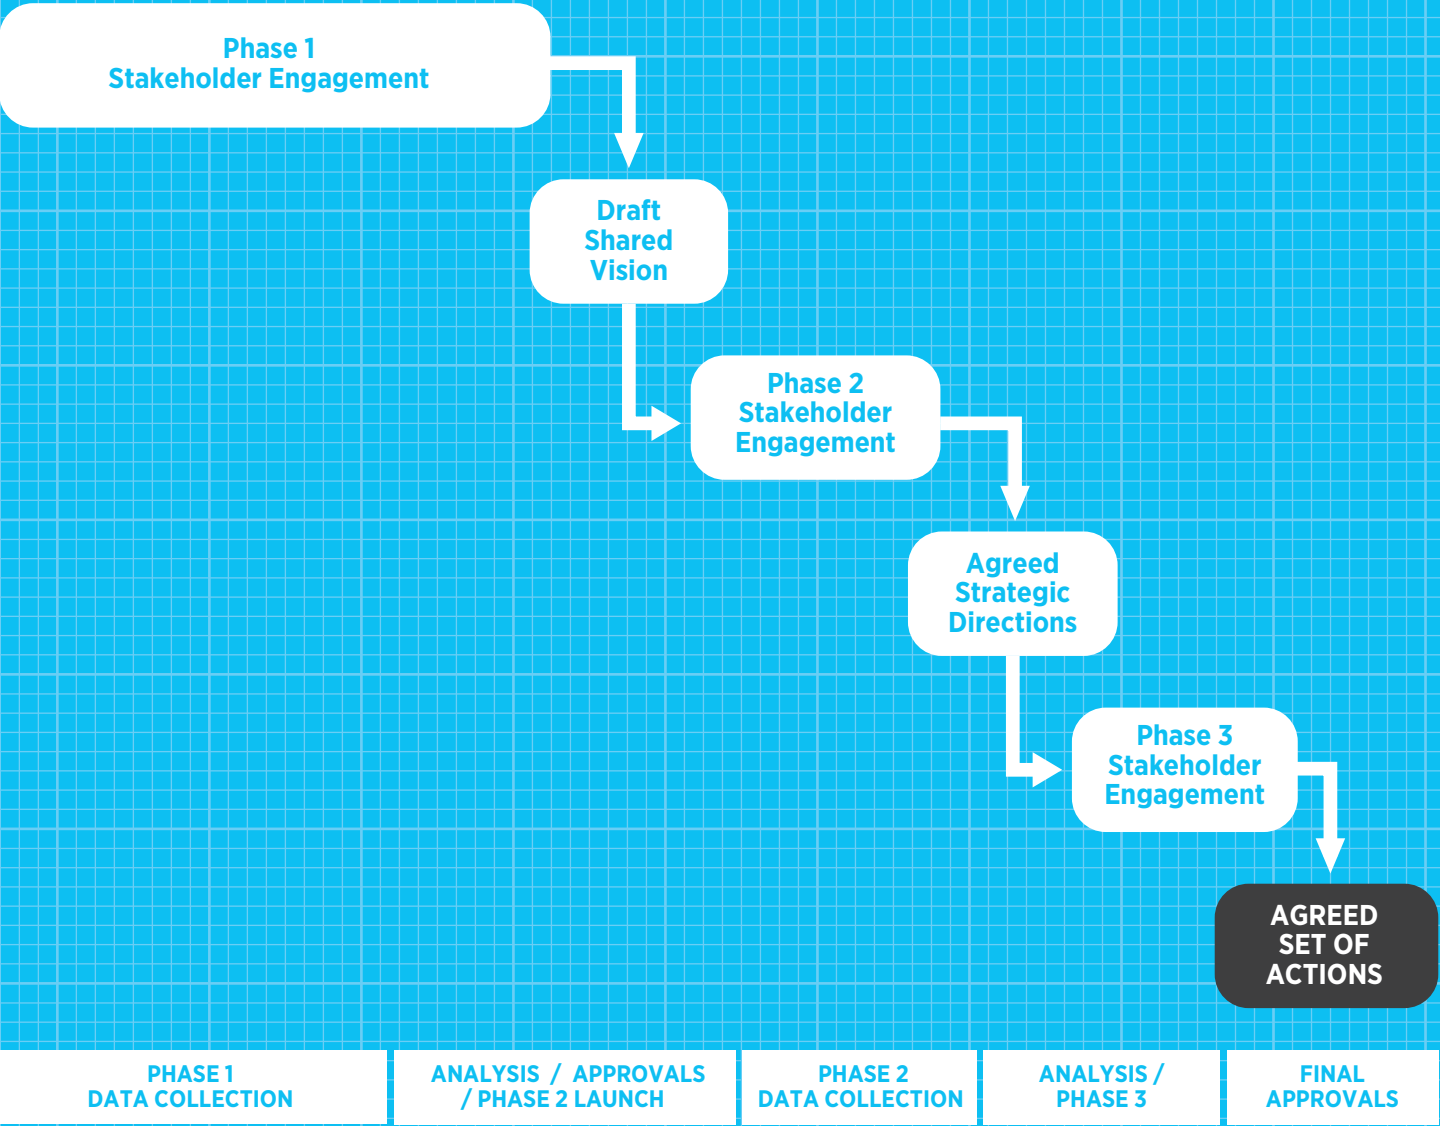 Phase 1
Stakeholder Engagement
Draft
Shared
Vision
Phase 2
Stakeholder
Engagement
Agreed
Strategic
Directions
Phase 3
Stakeholder
Engagement
AGREED
SET OF
ACTIONS
PHASE 1
DATA COLLECTION
ANALYSIS / APPROVALS
/ PHASE 2 LAUNCH
PHASE 2
DATA COLLECTION
ANALYSIS /
PHASE 3
FINAL
APPROVALS